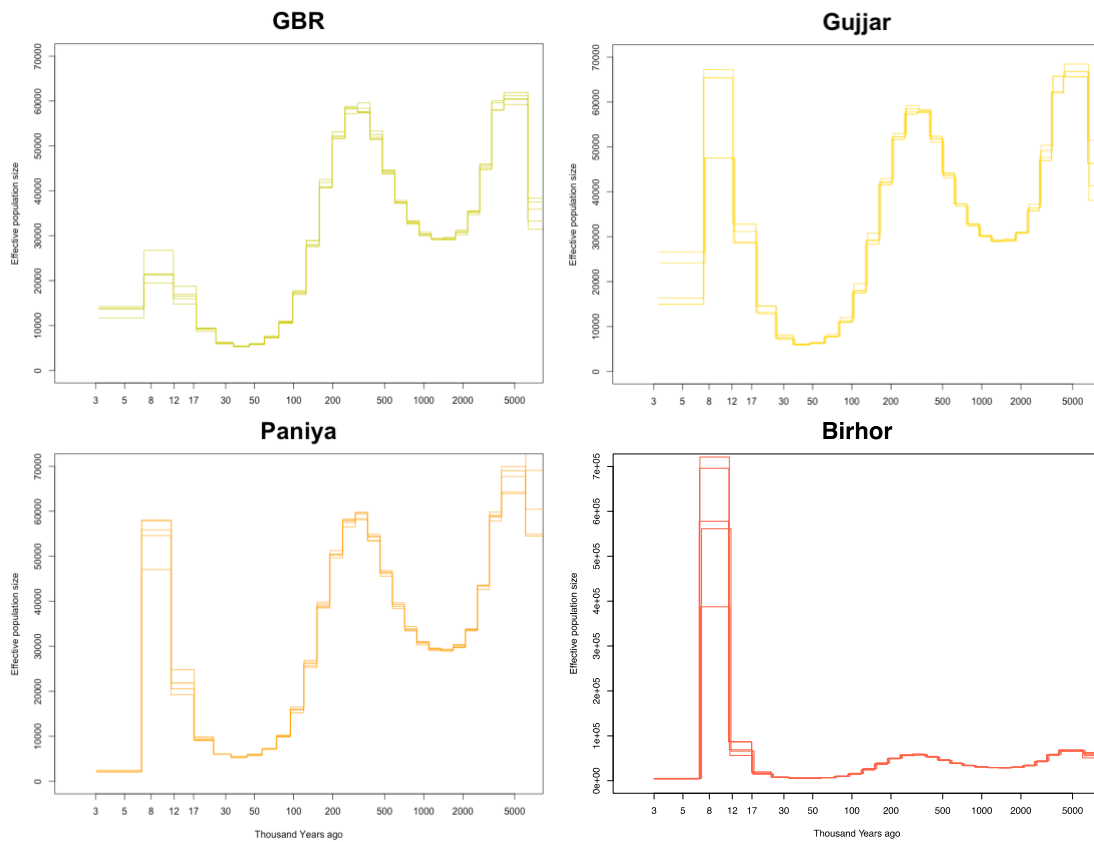 GBR
Gujjar
Effective population size
0 10000 20000 30000 40000 50000 60000 70000
3 5 8 12 17 30 50 100 200 500 1000 2000 5000
Effective population size
0 10000 20000 30000 40000 50000 60000 70000
3 5 8 12 17 30 50 100 200 500 1000 2000 5000
Paniya
Birhor
Effective population size
0 10000 20000 30000 40000 50000 60000 70000
3 5 8 12 17 30 50 100 200 500 1000 2000 5000
Thousand Years ago
Effective population size
0e+00 1e+05 2e+05 3e+05 4e+05 5e+05 6e+05 7e+05
3 5 8 12 17 30 50 100 200 500 1000 2000 5000
Thousand Years ago